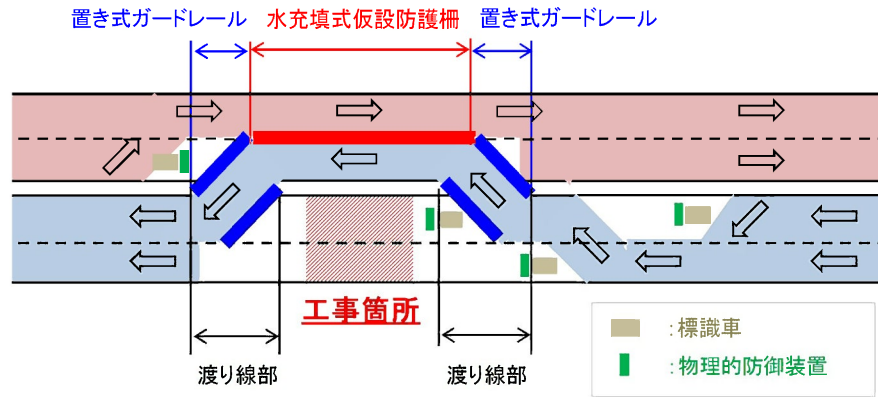 置き式ガードレール
水充填式仮設防護柵
置き式ガードレール
工事箇所
渡り線部
渡り線部
:標識車
:物理的防御装置